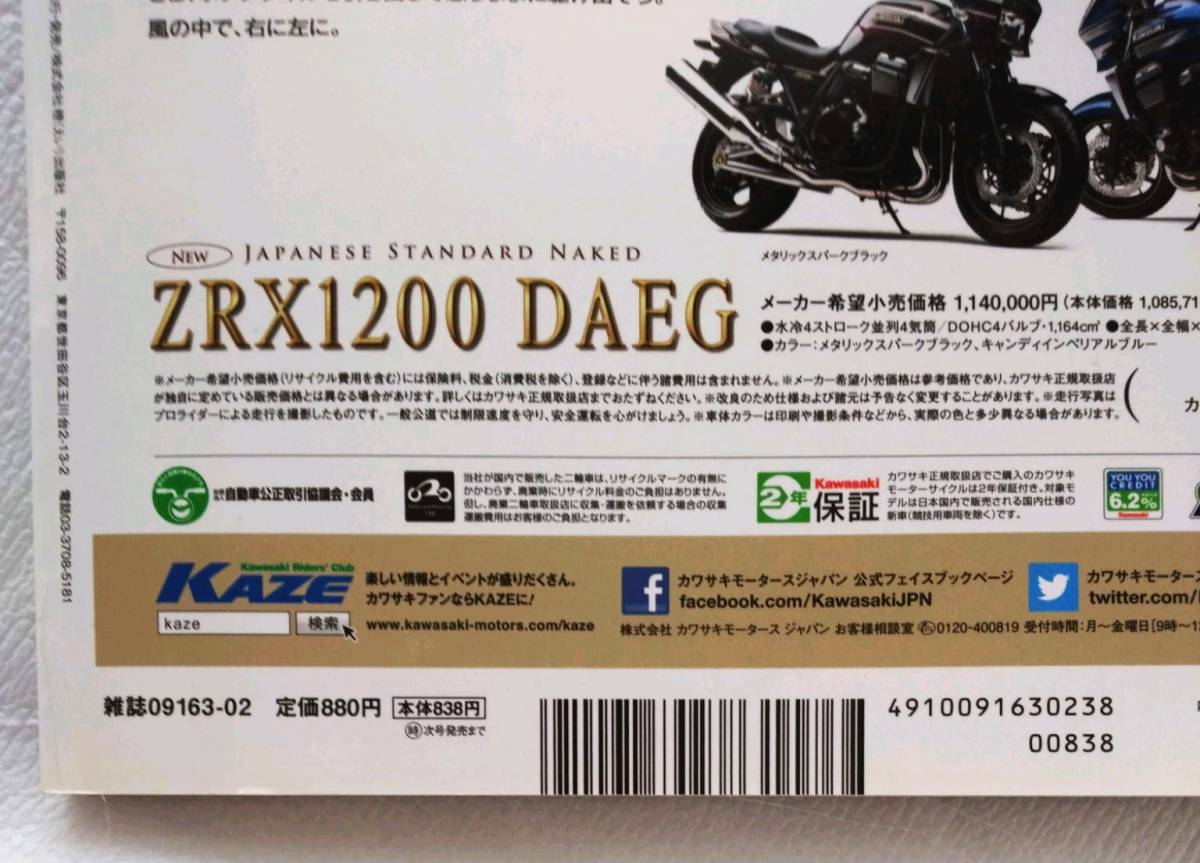 風の中で、右に左に。
メタリックスパークブラック
NEW JAPANESE STANDARD NAKED
ZRX1200 DAEG
メーカー希望小売価格 1,140,000円(本体価格 1,085,71
●水冷4ストローク並列4気筒/DOHC4バルブ・1,164cm³ ●全長×全幅×
●カラー:メタリックスパークブラック、キャンディインペリアルブルー
※メーカー希望小売価格(リサイクル費用を含む)には保険料、税金(消費税を除く)、登録などに伴う諸費用は含まれません。※メーカー希望小売価格は参考価格であり、カワサキ正規取扱店
が独自に定めている販売価格とは異なる場合があります。詳しくはカワサキ正規取扱店までおたずねください。※改良のため仕様および諸元は予告なく変更することがあります。※走行写真は
プロライダーによる走行を撮影したものです。一般公道では制限速度を守り、安全運転を心がけましょう。※車体カラーは印刷や撮影条件などから、実際の色と多少異なる場合があります。
カ
自動車公正取引協議会・会員
当社が国内で販売した二輪車は、リサイクルマークの有無に
かかわらず、廃棄時にリサイクル料金のご負担はありません。
但し、廃棄二輪車取扱店に収集・運搬を依頼する場合の収集
運搬費用はお客様のご負担となります。
2年 Kawasaki 保証
カワサキ正規取扱店でご購入のカワサキ
モーターサイクルは2年保証付き。対象モ
デルは日本国内で販売される国内仕様の
新車(競技用車両を除く)です。
YOU YOU
CREDIT
6.2%
Kawasaki
Kawasaki Riders' Club
KAZE
kaze 検索
楽しい情報とイベントが盛りだくさん。
カワサキファンならKAZEに!
www.kawasaki-motors.com/kaze
カワサキモータースジャパン 公式フェイスブックページ
facebook.com/KawasakiJPN
カワサキモータース
twitter.com/
株式会社 カワサキモータース ジャパン お客様相談室 0120-400819 受付時間:月〜金曜日[9時〜1
雑誌09163-02 定価880円 本体838円
時次号発売まで
4910091630238
00838
〒158-0096 東京都世田谷区玉川台2-13-2 電話03-3708-5181